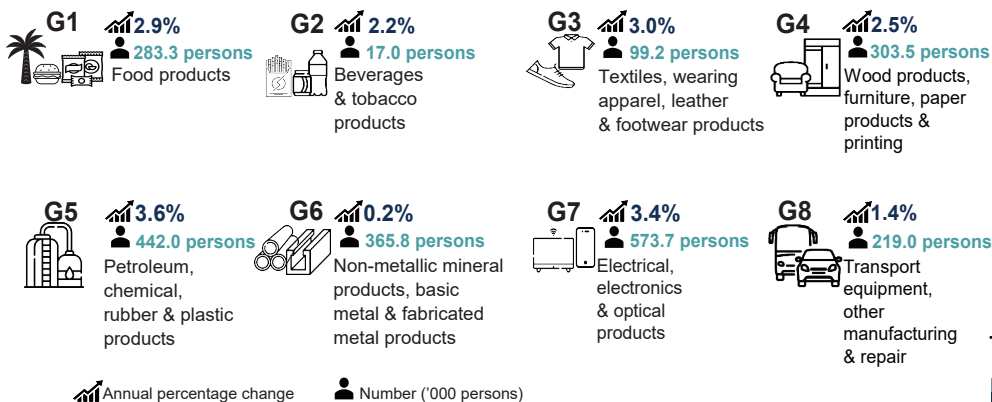 G1
2.9%
283.3 persons
Food products
G2
2.2%
17.0 persons
Beverages
& tobacco
products
G3
3.0%
99.2 persons
Textiles, wearing
apparel, leather
& footwear products
G4
2.5%
303.5 persons
Wood products,
furniture, paper
products &
printing
G5
3.6%
442.0 persons
Petroleum,
chemical,
rubber & plastic
products
G6
0.2%
365.8 persons
Non-metallic mineral
products, basic
metal & fabricated
metal products
G7
3.4%
573.7 persons
Electrical,
electronics
& optical
products
G8
1.4%
219.0 persons
Transport
equipment,
other
manufacturing
& repair
Annual percentage change
Number ('000 persons)